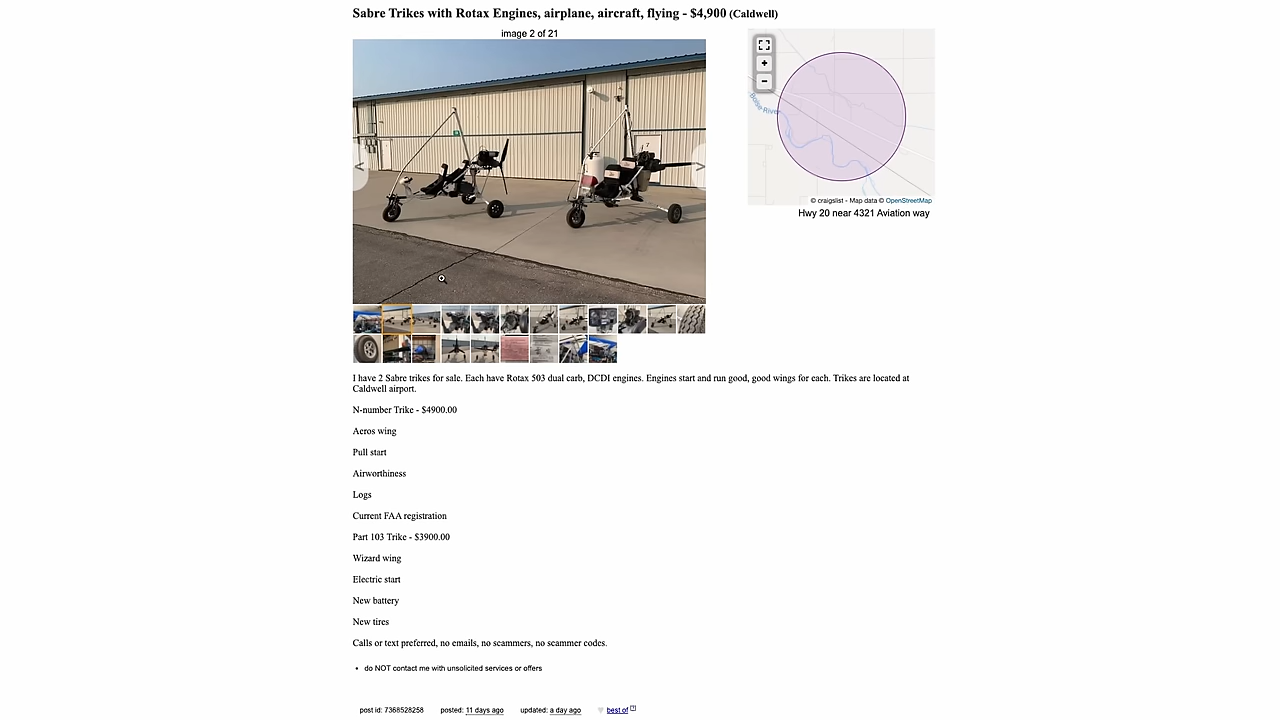 Sabre Trikes with Rotax Engines, airplane, aircraft, flying - $4,900 (Caldwell)
image 2 of 21
<
>
+
−
Boise River
© craigslist - Map data © OpenStreetMap
Hwy 20 near 4321 Aviation way
I have 2 Sabre trikes for sale. Each have Rotax 503 dual carb, DCDI engines. Engines start and run good, good wings for each. Trikes are located at
Caldwell airport.
N-number Trike - $4900.00
Aeros wing
Pull start
Airworthiness
Logs
Current FAA registration
Part 103 Trike - $3900.00
Wizard wing
Electric start
New battery
New tires
Calls or text preferred, no emails, no scammers, no scammer codes.
• do NOT contact me with unsolicited services or offers
post id: 7368528258 posted: 11 days ago updated: a day ago ♥ best of [?]